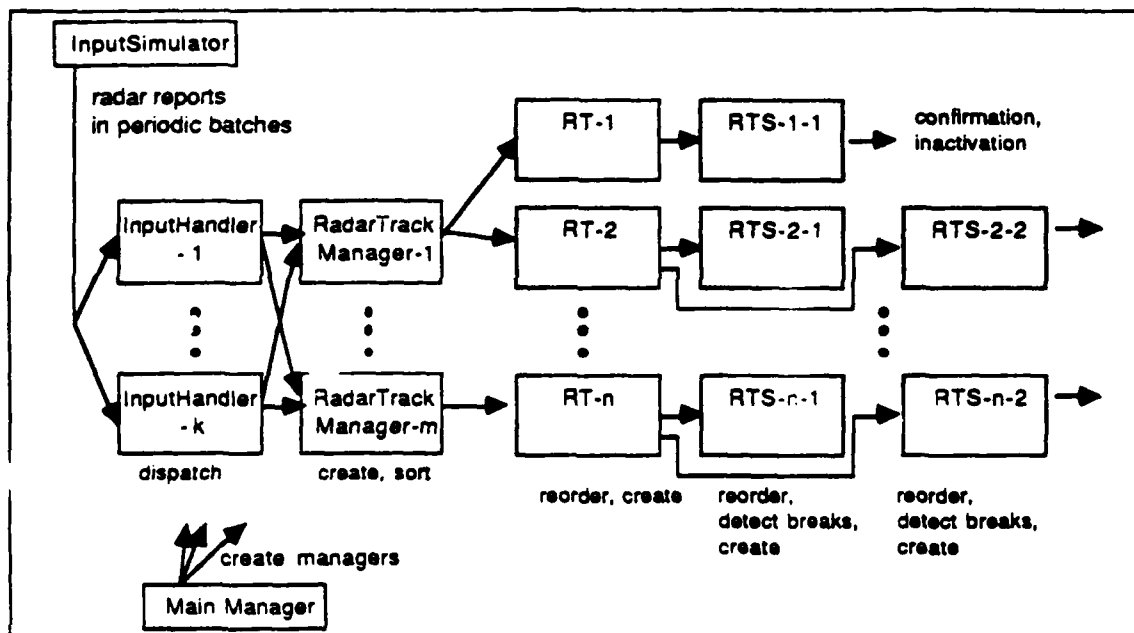 InputSimulator
radar reports
in periodic batches
RT-1
RTS-1-1
confirmation,
inactivation
InputHandler
- 1
RadarTrack
Manager-1
RT-2
RTS-2-1
RTS-2-2
InputHandler
- k
RadarTrack
Manager-m
RT-n
RTS-n-1
RTS-n-2
dispatch
create, sort
reorder, create
reorder,
detect breaks,
create
reorder,
detect breaks,
create
create managers
Main Manager